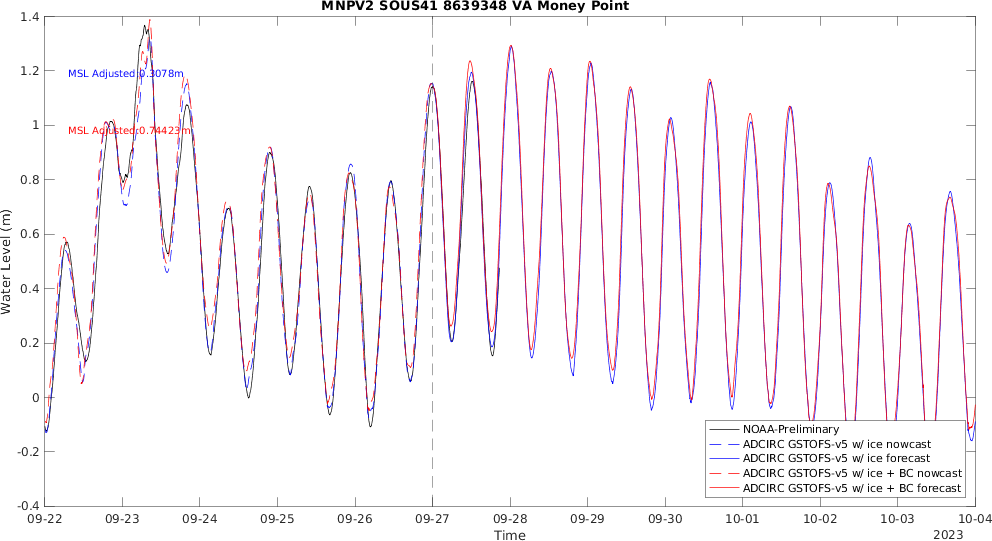 MNPV2 SOUS41 8639348 VA Money Point
1.4
1.2
1
0.8
0.6
0.4
0.2
0
-0.2
-0.4
Water Level (m)
MSL Adjusted:0.3078m
MSL Adjusted:0.74423m
NOAA-Preliminary
ADCIRC GSTOFS-v5 w/ ice nowcast
ADCIRC GSTOFS-v5 w/ ice forecast
ADCIRC GSTOFS-v5 w/ ice + BC nowcast
ADCIRC GSTOFS-v5 w/ ice + BC forecast
09-22 09-23 09-24 09-25 09-26 09-27 09-28 09-29 09-30 10-01 10-02 10-03 10-04
Time
2023